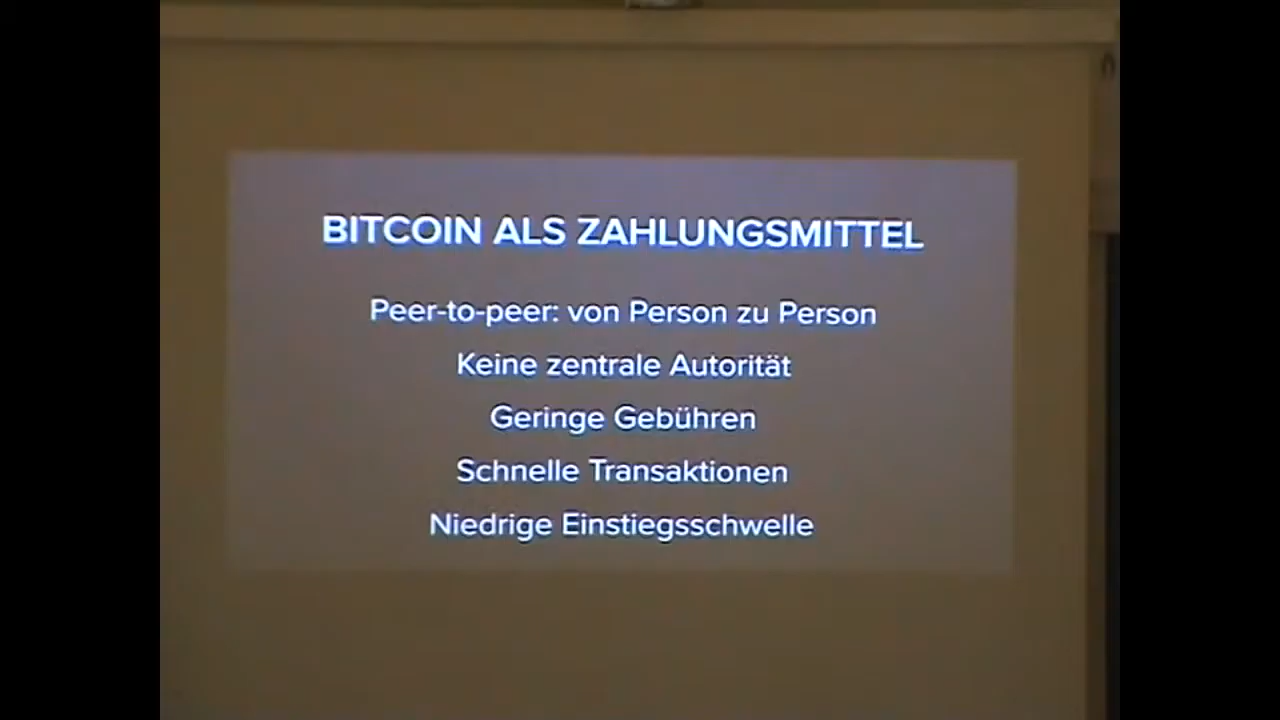 BITCOIN ALS ZAHLUNGSMITTEL
Peer-to-peer: von Person zu Person
Keine zentrale Autorität
Geringe Gebühren
Schnelle Transaktionen
Niedrige Einstiegsschwelle